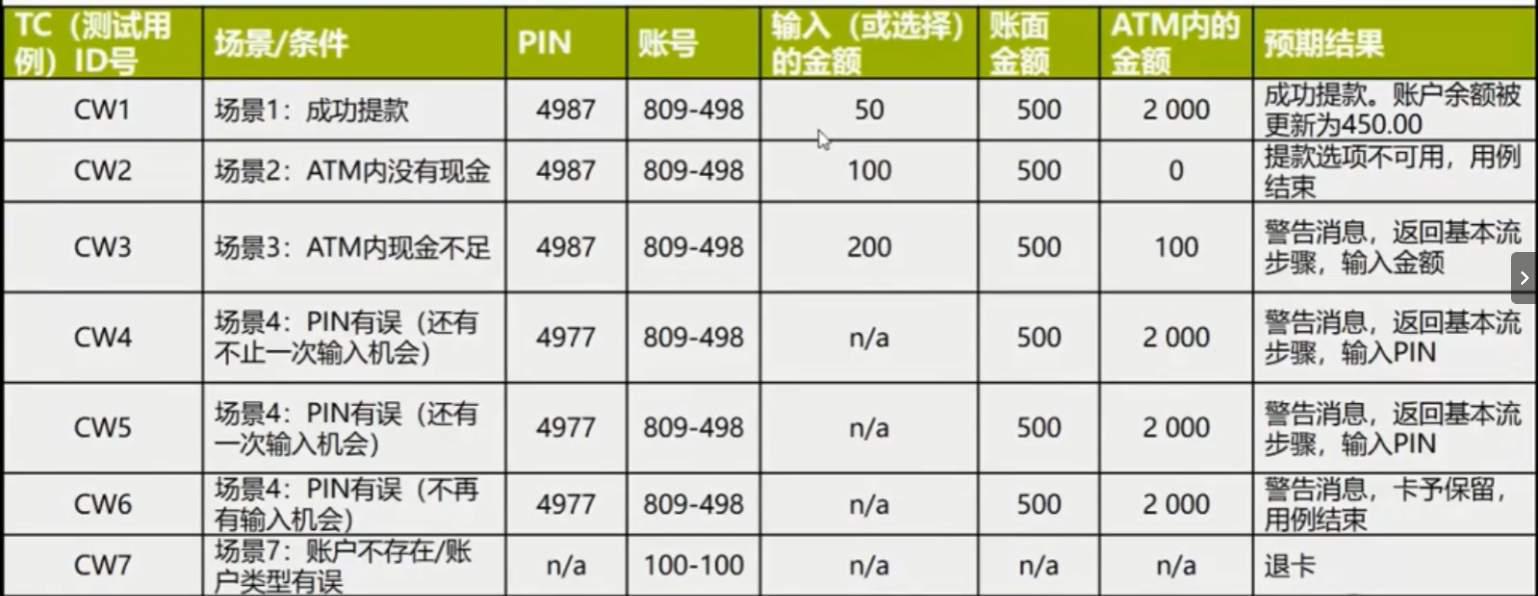 TC（测试用例）ID号 场景/条件 PIN 账号 输入（或选择）的金额 账面金额 ATM内的金额 预期结果
CW1 场景1：成功提款 4987 809-498 50 500 2 000 成功提款。账户余额被更新为450.00
CW2 场景2：ATM内没有现金 4987 809-498 100 500 0 提款选项不可用，用例结束
CW3 场景3：ATM内现金不足 4987 809-498 200 500 100 警告消息，返回基本流步骤，输入金额
CW4 场景4：PIN有误（还有不止一次输入机会） 4977 809-498 n/a 500 2 000 警告消息，返回基本流步骤，输入PIN
CW5 场景4：PIN有误（还有一次输入机会） 4977 809-498 n/a 500 2 000 警告消息，返回基本流步骤，输入PIN
CW6 场景4：PIN有误（不再有输入机会） 4977 809-498 n/a 500 2 000 警告消息，卡予保留，用例结束
CW7 场景7：账户不存在/账户类型有误 n/a 100-100 n/a n/a n/a 退卡